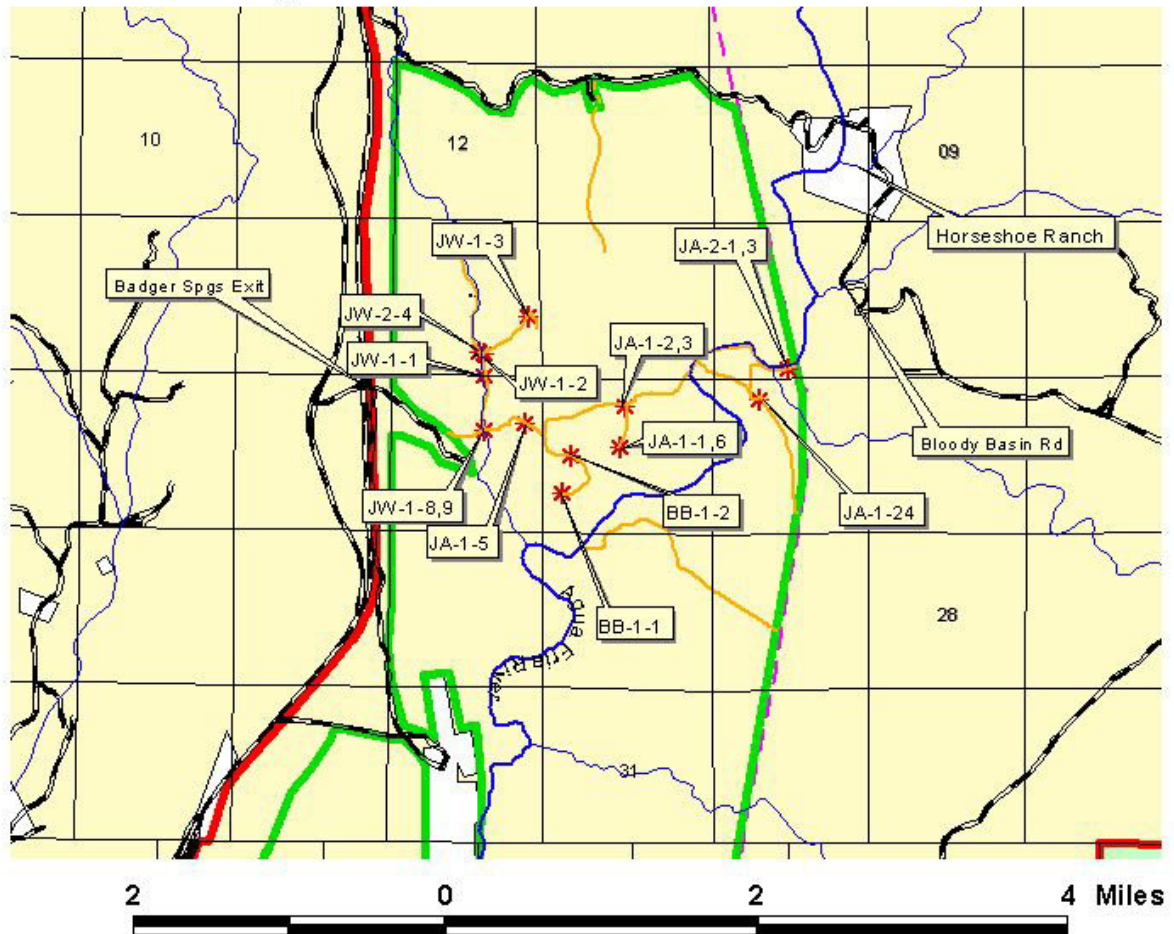 10
12
09
JW-1-3
JA-2-1,3
Horseshoe Ranch
Badger Spgs Exit
JW-2-4
JW-1-1
JW-1-2
JA-1-2,3
JA-1-1,6
Bloody Basin Rd
JW-1-8,9
JA-1-5
BB-1-2
JA-1-24
BB-1-1
Agua Fria River
28
31
2 0 2 4 Miles